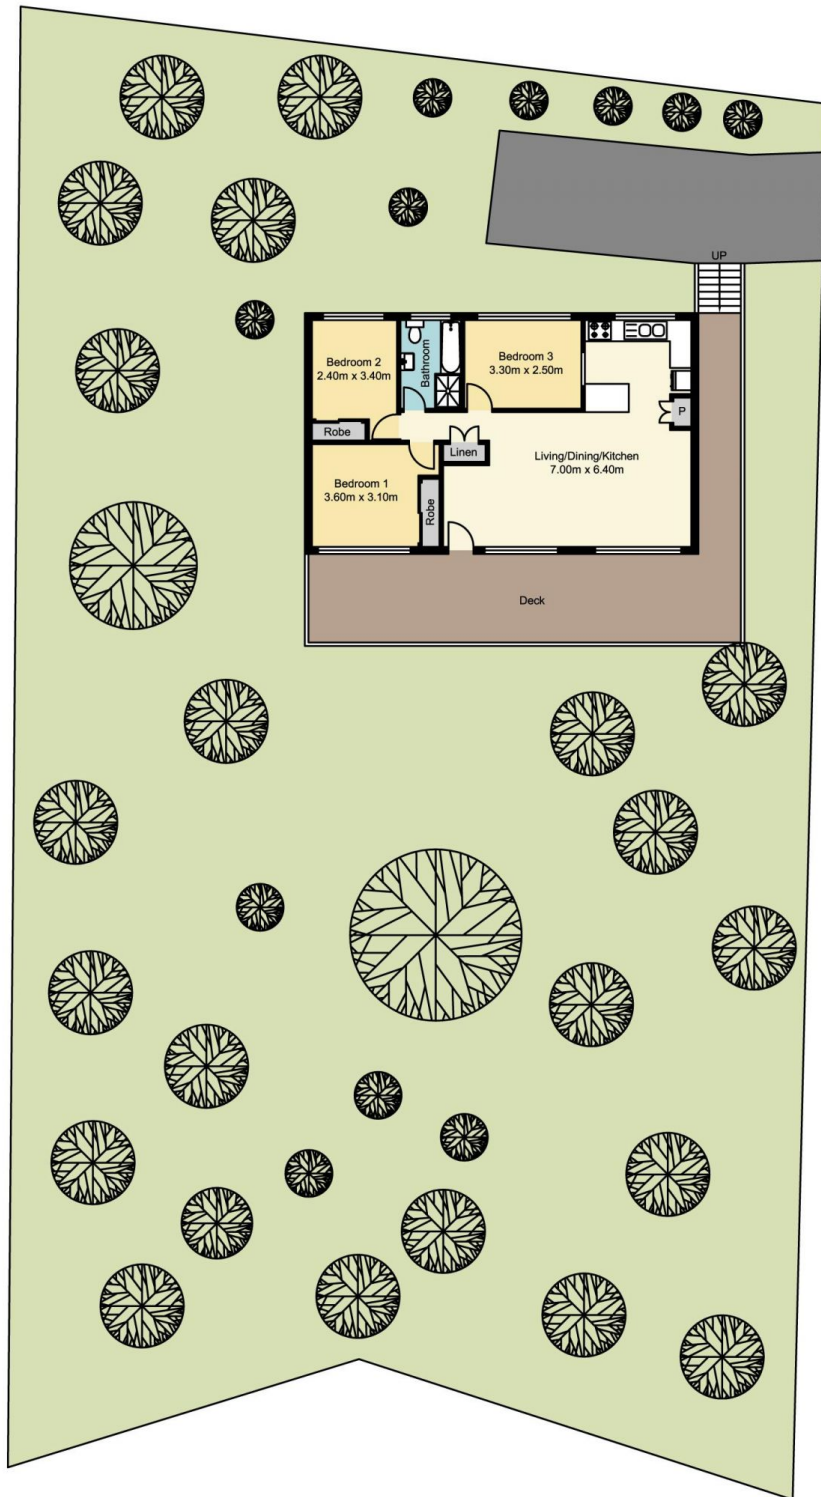 UP
Bedroom 2
2.40m x 3.40m
Bathroom
Bedroom 3
3.30m x 2.50m
P
Robe
Linen
Living/Dining/Kitchen
7.00m x 6.40m
Bedroom 1
3.60m x 3.10m
Robe
Deck